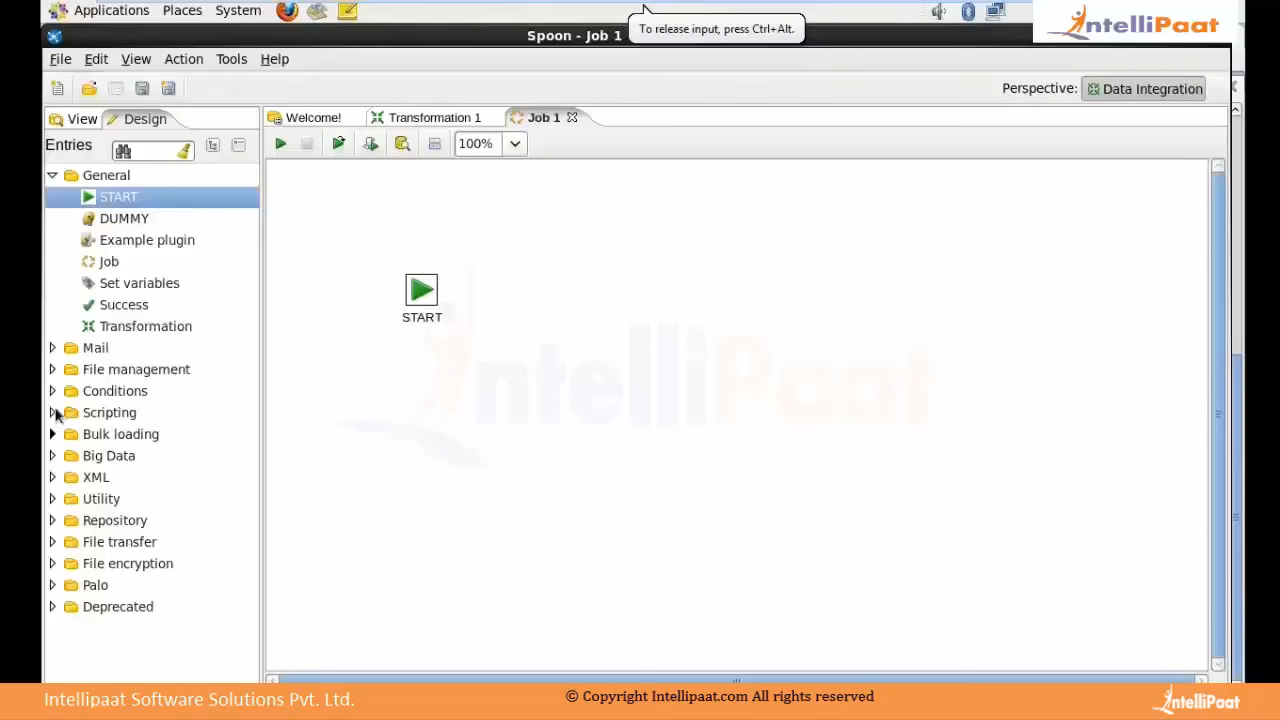 Applications Places System
To release input, press Ctrl+Alt.
IntelliPaat
Spoon - Job 1
File Edit View Action Tools Help
Perspective: Data Integration
View Design
Welcome! Transformation 1 Job 1
Entries
100%
General
START
DUMMY
Example plugin
Job
Set variables
Success
Transformation
Mail
File management
Conditions
Scripting
Bulk loading
Big Data
XML
Utility
Repository
File transfer
File encryption
Palo
Deprecated
START
IntelliPaat
Intellipaat Software Solutions Pvt. Ltd.
© Copyright Intellipaat.com All rights reserved
IntelliPaat